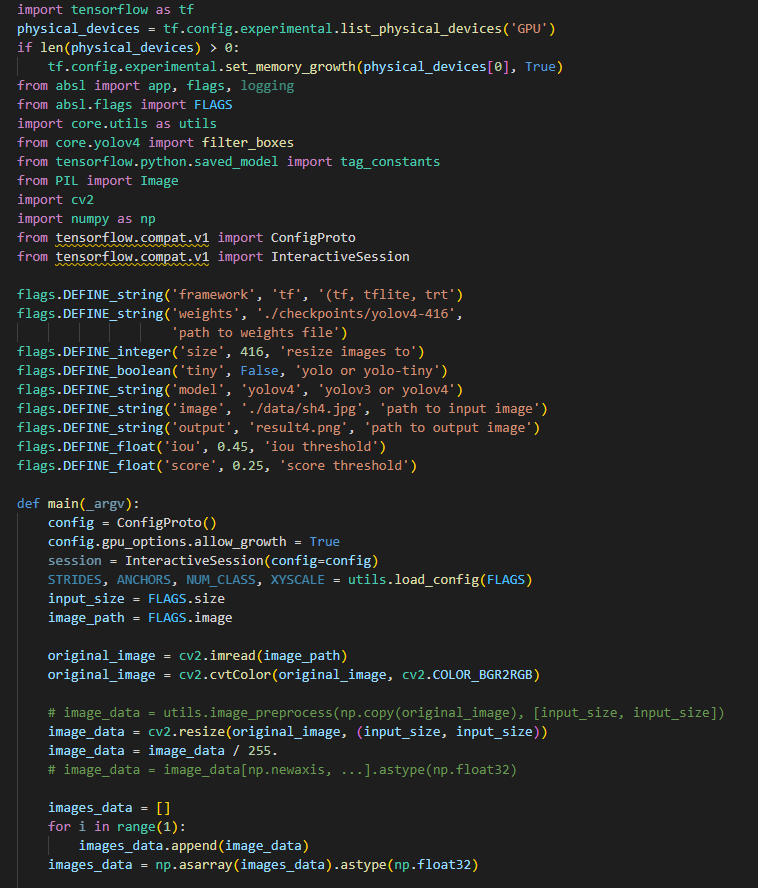 import tensorflow as tf
physical_devices = tf.config.experimental.list_physical_devices('GPU')
if len(physical_devices) > 0:
    tf.config.experimental.set_memory_growth(physical_devices[0], True)
from absl import app, flags, logging
from absl.flags import FLAGS
import core.utils as utils
from core.yolov4 import filter_boxes
from tensorflow.python.saved_model import tag_constants
from PIL import Image
import cv2
import numpy as np
from tensorflow.compat.v1 import ConfigProto
from tensorflow.compat.v1 import InteractiveSession

flags.DEFINE_string('framework', 'tf', '(tf, tflite, trt')
flags.DEFINE_string('weights', './checkpoints/yolov4-416',
                    'path to weights file')
flags.DEFINE_integer('size', 416, 'resize images to')
flags.DEFINE_boolean('tiny', False, 'yolo or yolo-tiny')
flags.DEFINE_string('model', 'yolov4', 'yolov3 or yolov4')
flags.DEFINE_string('image', './data/sh4.jpg', 'path to input image')
flags.DEFINE_string('output', 'result4.png', 'path to output image')
flags.DEFINE_float('iou', 0.45, 'iou threshold')
flags.DEFINE_float('score', 0.25, 'score threshold')

def main(_argv):
    config = ConfigProto()
    config.gpu_options.allow_growth = True
    session = InteractiveSession(config=config)
    STRIDES, ANCHORS, NUM_CLASS, XYSCALE = utils.load_config(FLAGS)
    input_size = FLAGS.size
    image_path = FLAGS.image

    original_image = cv2.imread(image_path)
    original_image = cv2.cvtColor(original_image, cv2.COLOR_BGR2RGB)

    # image_data = utils.image_preprocess(np.copy(original_image), [input_size, input_size])
    image_data = cv2.resize(original_image, (input_size, input_size))
    image_data = image_data / 255.
    # image_data = image_data[np.newaxis, ...].astype(np.float32)

    images_data = []
    for i in range(1):
        images_data.append(image_data)
    images_data = np.asarray(images_data).astype(np.float32)